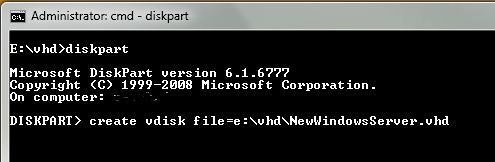 Administrator: cmd - diskpart
E:\vhd>diskpart
Microsoft DiskPart version 6.1.6777
Copyright (C) 1999-2008 Microsoft Corporation.
On computer:
DISKPART> create vdisk file=e:\vhd\NewWindowsServer.vhd